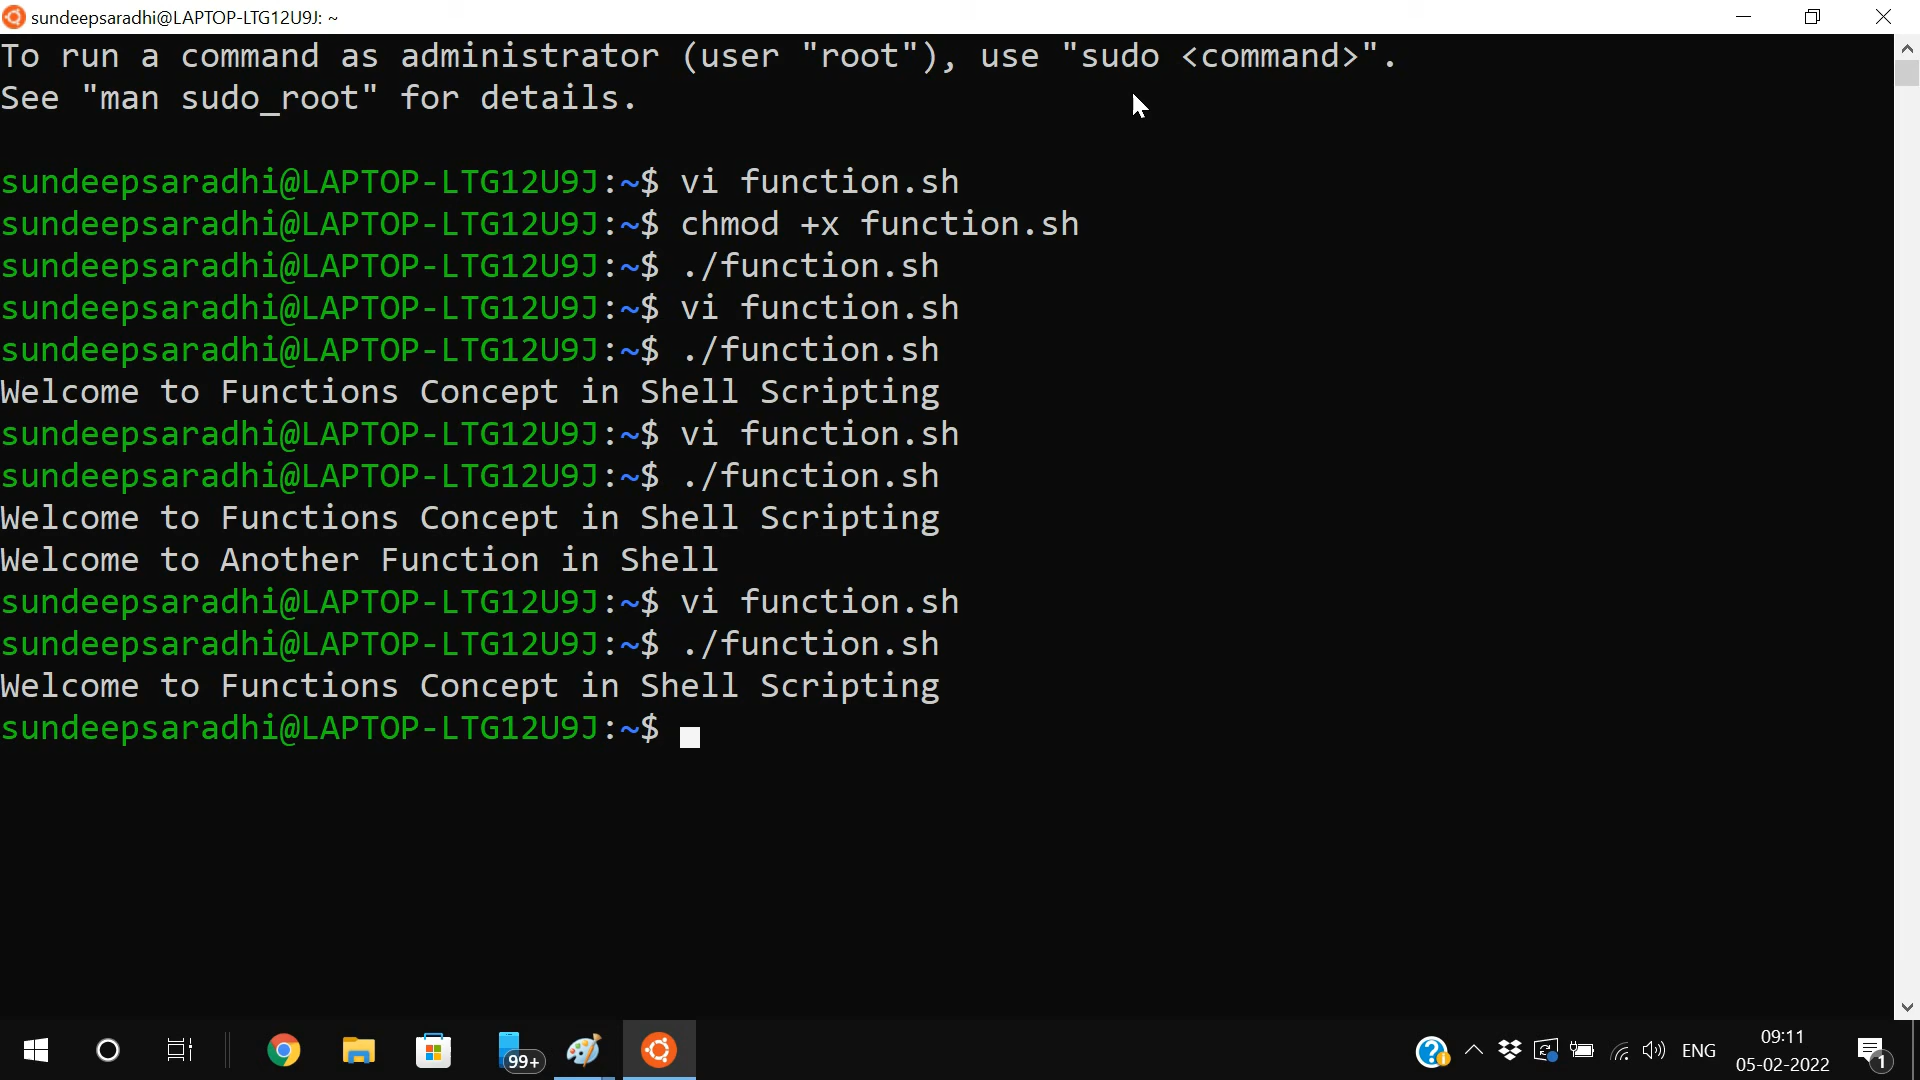 sundeepsaradhi@LAPTOP-LTG12U9J: ~
To run a command as administrator (user "root"), use "sudo <command>".
See "man sudo_root" for details.
sundeepsaradhi@LAPTOP-LTG12U9J:~$ vi function.sh
sundeepsaradhi@LAPTOP-LTG12U9J:~$ chmod +x function.sh
sundeepsaradhi@LAPTOP-LTG12U9J:~$ ./function.sh
sundeepsaradhi@LAPTOP-LTG12U9J:~$ vi function.sh
sundeepsaradhi@LAPTOP-LTG12U9J:~$ ./function.sh
Welcome to Functions Concept in Shell Scripting
sundeepsaradhi@LAPTOP-LTG12U9J:~$ vi function.sh
sundeepsaradhi@LAPTOP-LTG12U9J:~$ ./function.sh
Welcome to Functions Concept in Shell Scripting
Welcome to Another Function in Shell
sundeepsaradhi@LAPTOP-LTG12U9J:~$ vi function.sh
sundeepsaradhi@LAPTOP-LTG12U9J:~$ ./function.sh
Welcome to Functions Concept in Shell Scripting
sundeepsaradhi@LAPTOP-LTG12U9J:~$
99+
ENG
09:11
05-02-2022
1